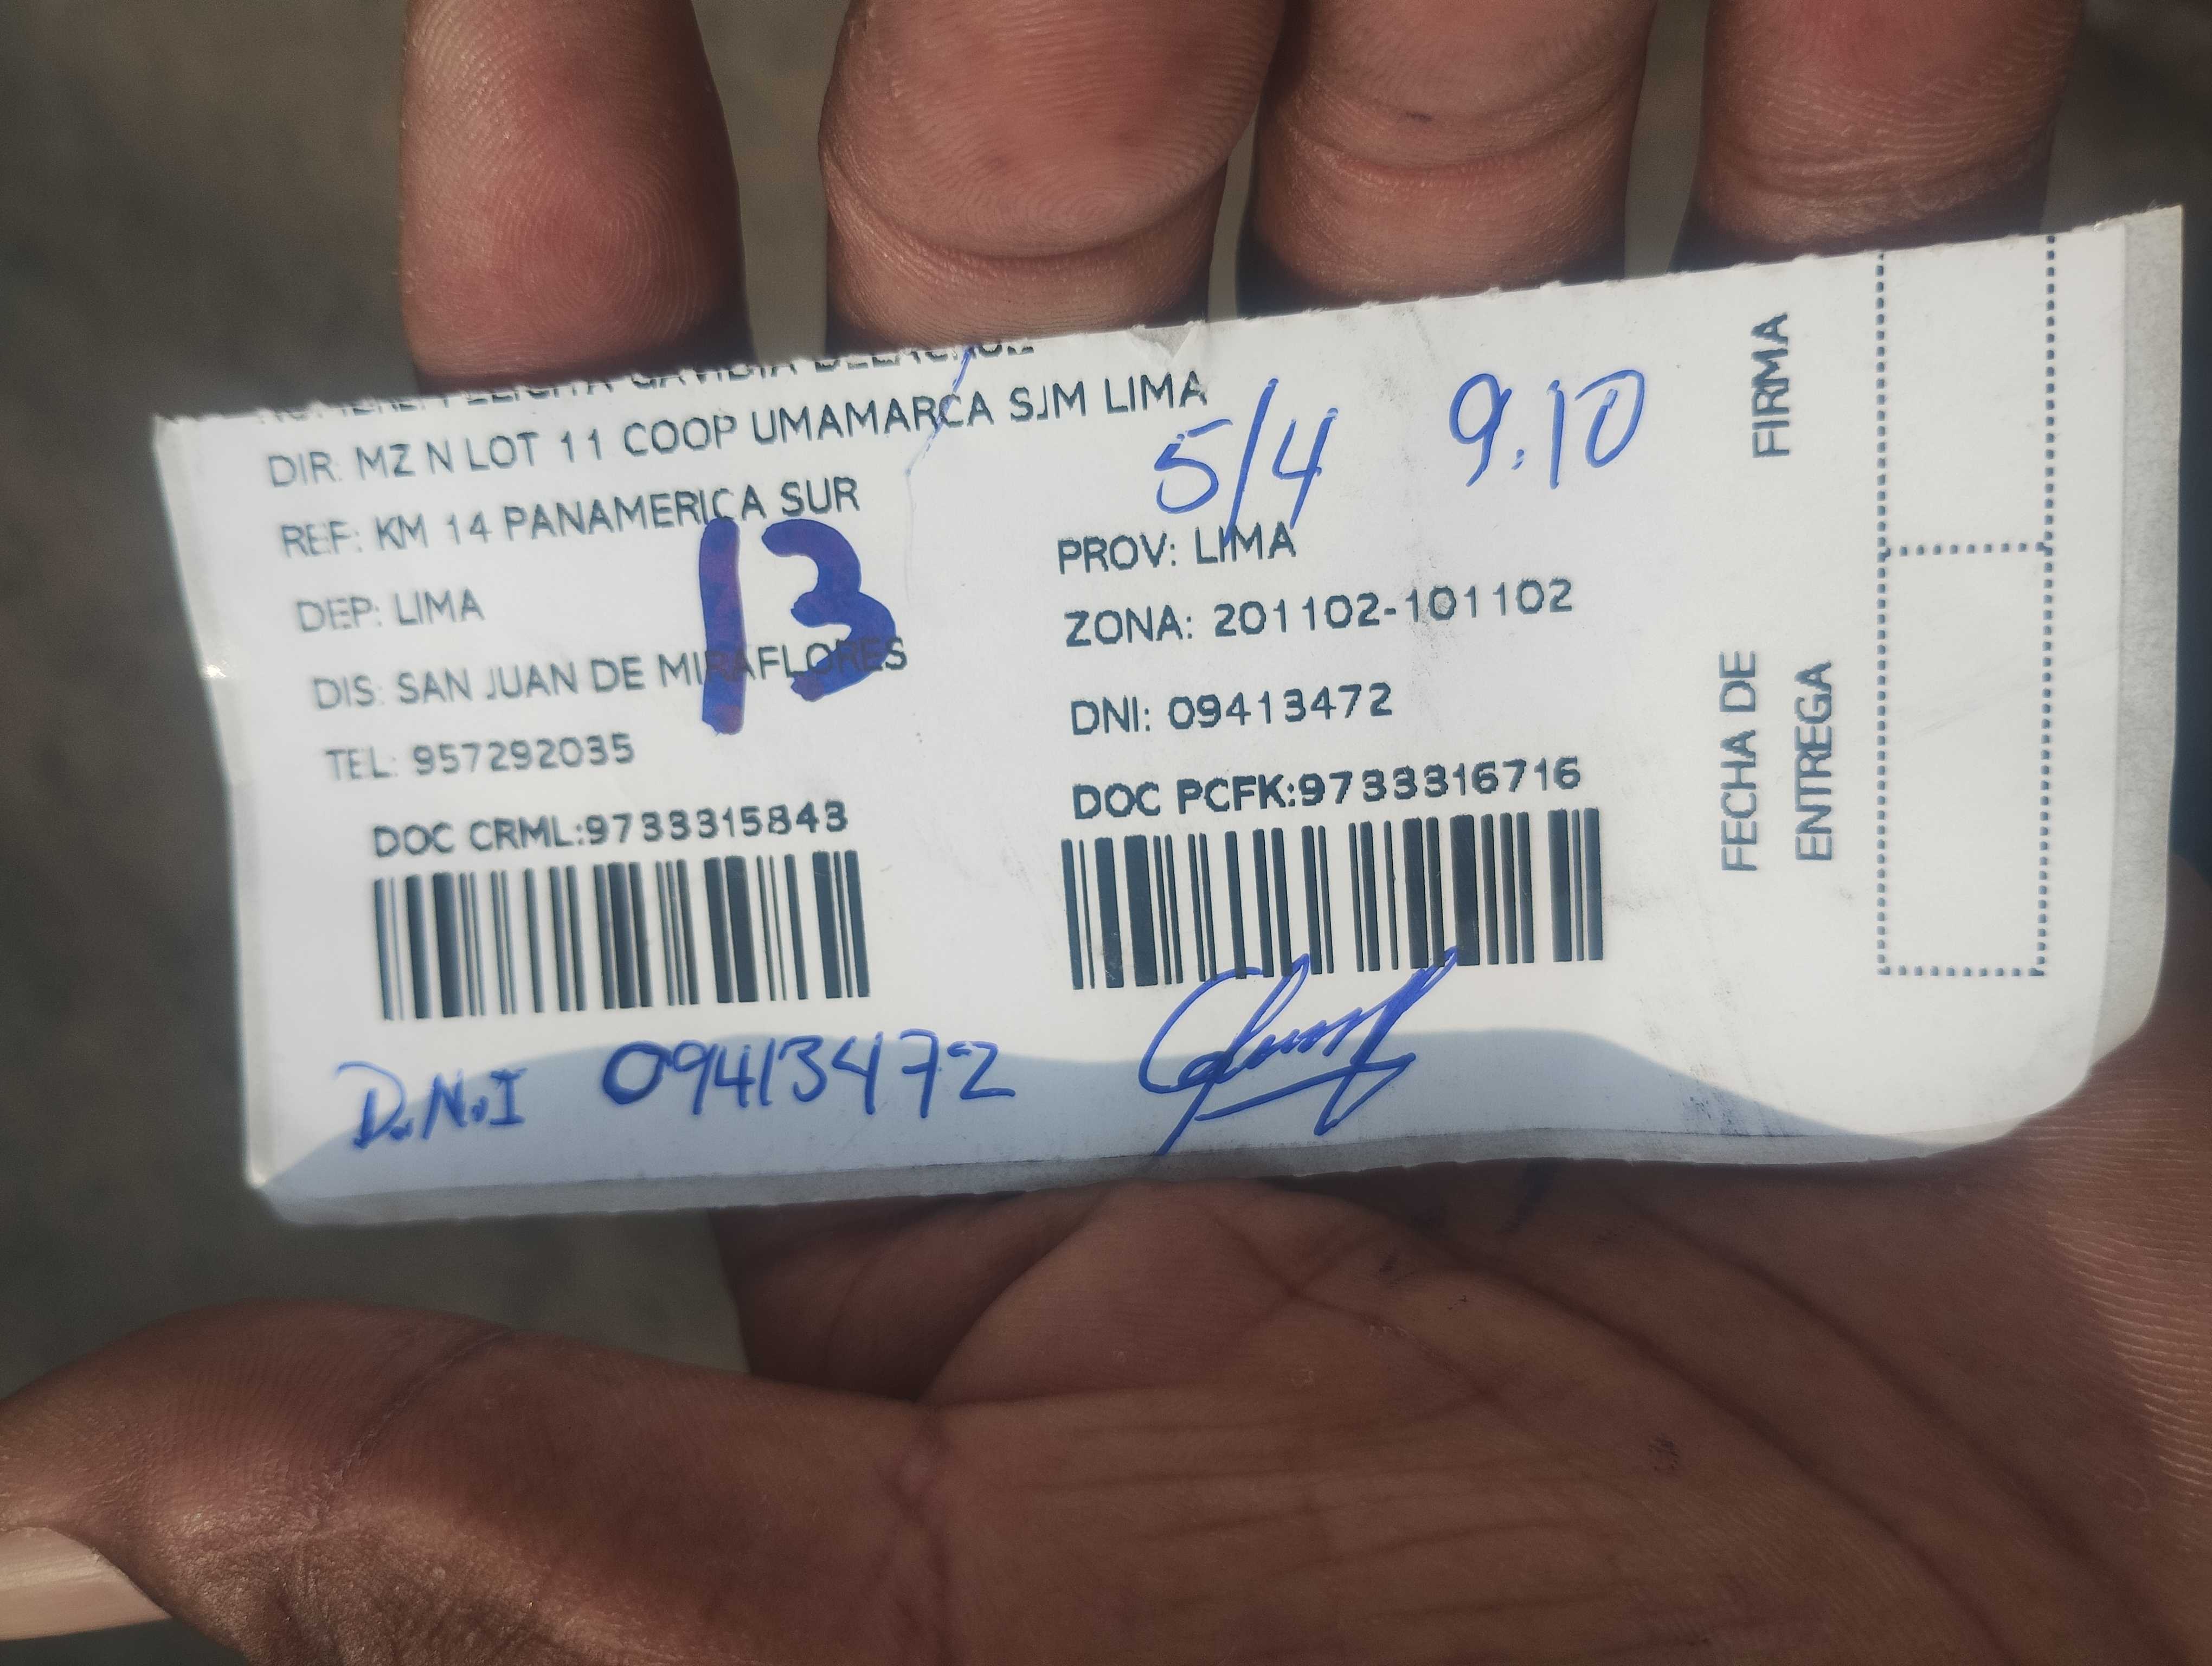 DIR: MZ N LOT 11 COOP UMAMARCA SJM LIMA
5/4 9.10
REF: KM 14 PANAMERICA SUR
13
DEP: LIMA
PROV: LIMA
ZONA: 201102-101102
DIS: SAN JUAN DE MIRAFLORES
DNI: 09413472
TEL: 957292035
DOC CRML:9733315843
DOC PCFK:9733316716
D.N.I 09413472
FIRMA
FECHA DE
ENTREGA